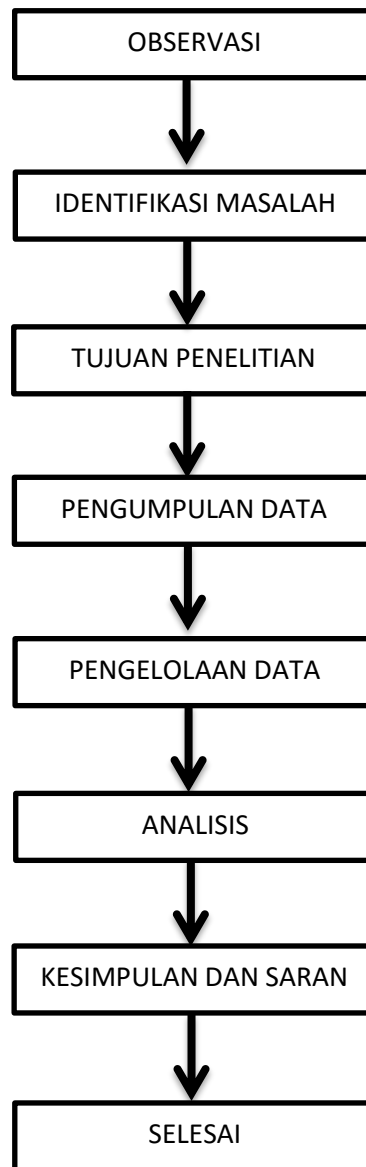 OBSERVASI
IDENTIFIKASI MASALAH
TUJUAN PENELITIAN
PENGUMPULAN DATA
PENGELOLAAN DATA
ANALISIS
KESIMPULAN DAN SARAN
SELESAI